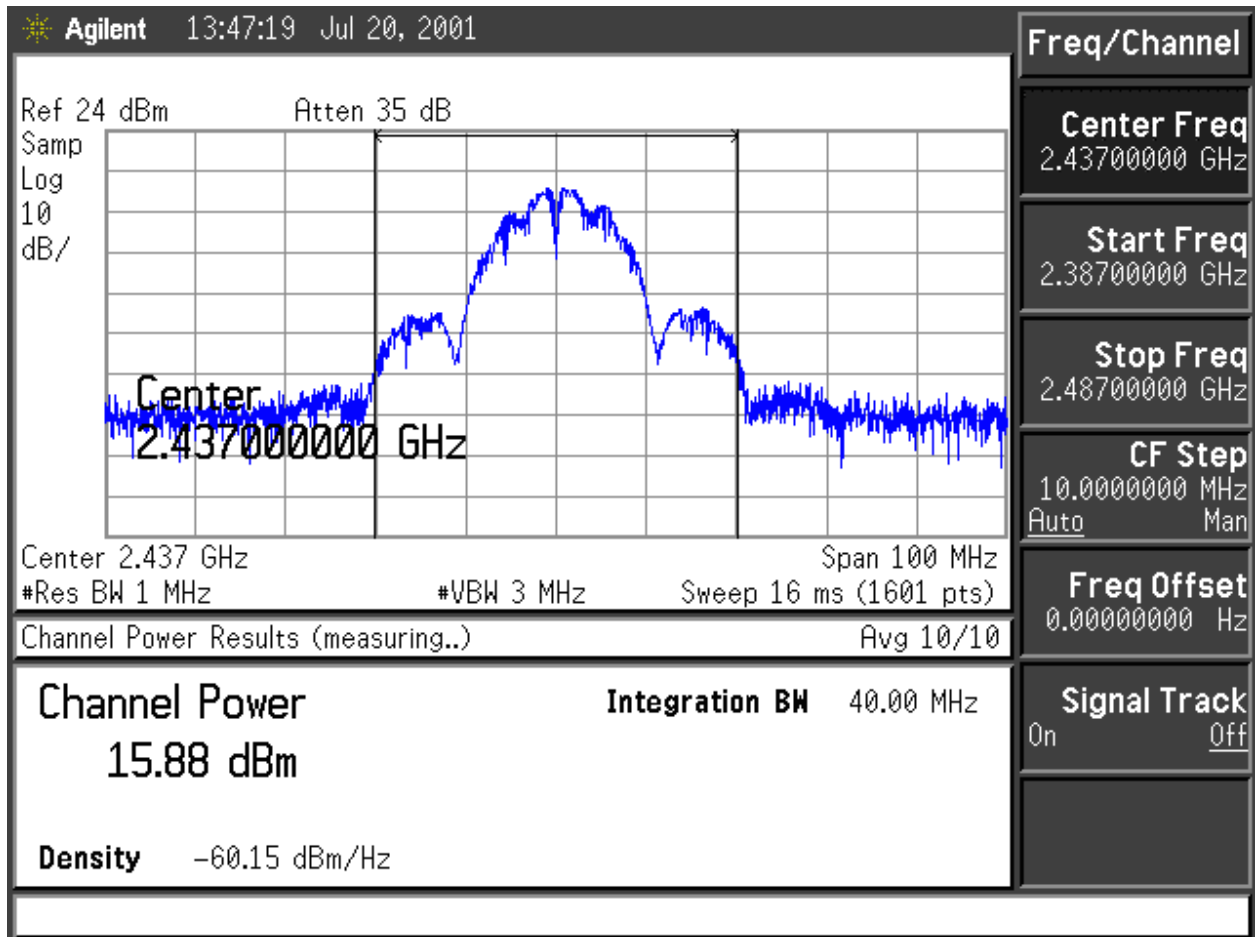 Agilent 13:47:19 Jul 20, 2001
Ref 24 dBm Atten 35 dB
Samp
Log
10
dB/
Center
2.437000000 GHz
Center 2.437 GHz Span 100 MHz
#Res BW 1 MHz #VBW 3 MHz Sweep 16 ms (1601 pts)
Channel Power Results (measuring..) Avg 10/10
Channel Power Integration BW 40.00 MHz
15.88 dBm
Density -60.15 dBm/Hz
Freq/Channel
Center Freq
2.43700000 GHz
Start Freq
2.38700000 GHz
Stop Freq
2.48700000 GHz
CF Step
10.0000000 MHz
Auto Man
Freq Offset
0.00000000 Hz
Signal Track
On Off